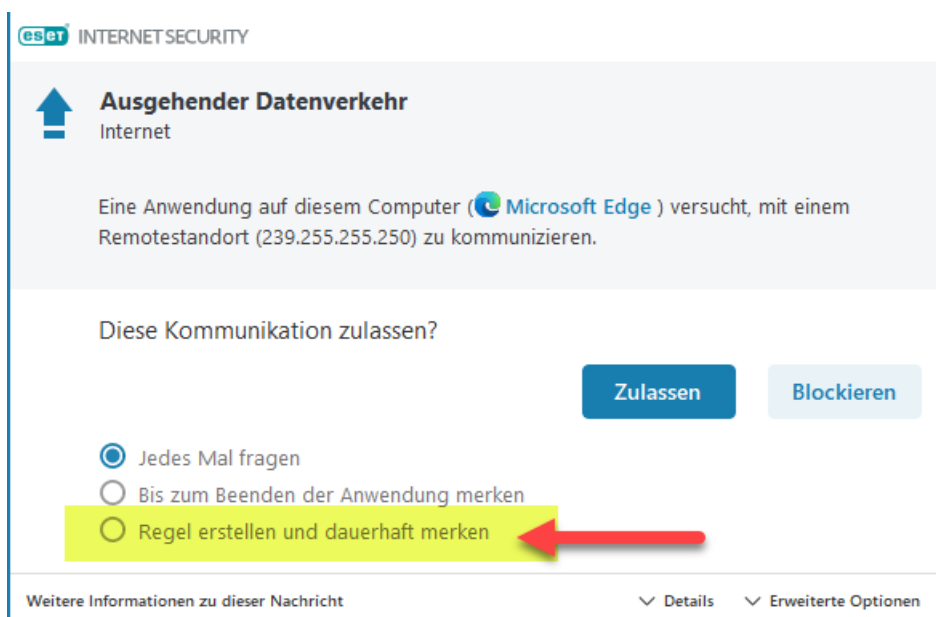 eset INTERNET SECURITY
Ausgehender Datenverkehr
Internet
Eine Anwendung auf diesem Computer ( Microsoft Edge ) versucht, mit einem
Remotestandort (239.255.255.250) zu kommunizieren.
Diese Kommunikation zulassen?
Zulassen Blockieren
Jedes Mal fragen
Bis zum Beenden der Anwendung merken
Regel erstellen und dauerhaft merken
Weitere Informationen zu dieser Nachricht Details Erweiterte Optionen